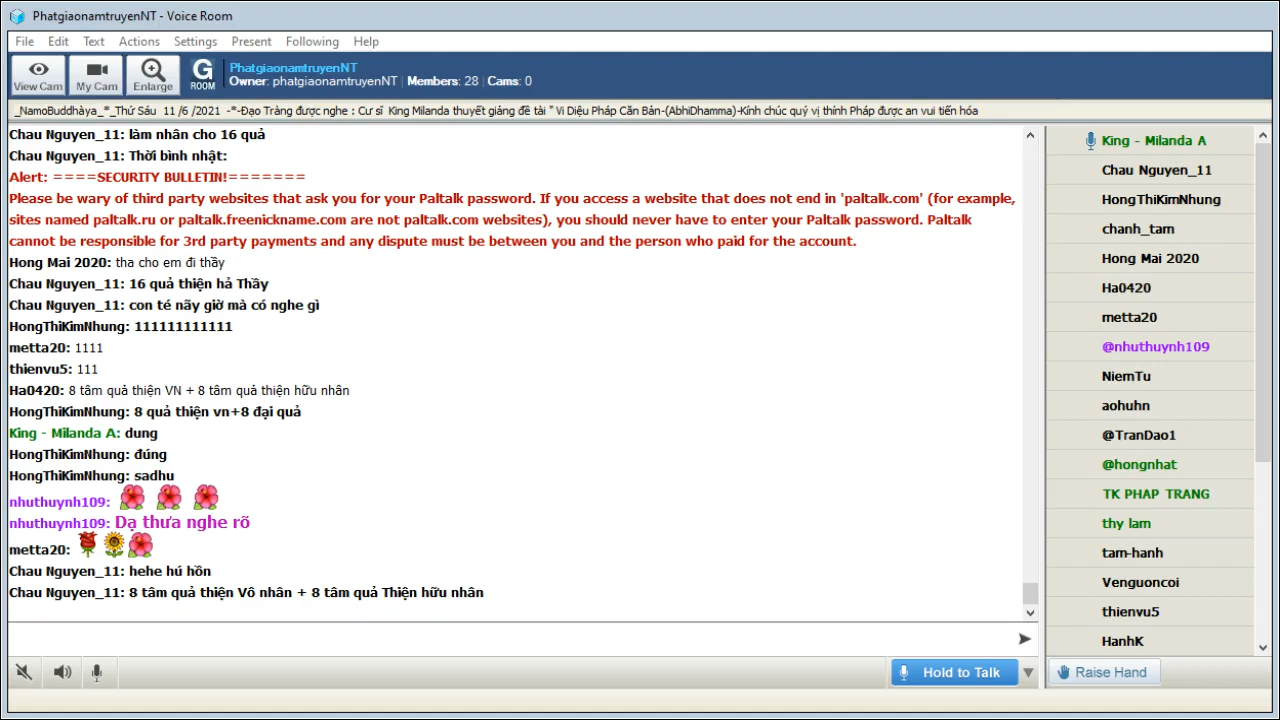 PhatgiaonamtruyenNT - Voice Room
File Edit Text Actions Settings Present Following Help
View Cam My Cam Enlarge G ROOM
PhatgiaonamtruyenNT
Owner: phatgiaonamtruyenNT Members: 28 Cams: 0
_NamoBuddhàya_*_Thứ Sáu 11 /6 /2021 -*-Đạo Tràng được nghe : Cư sĩ King Milanda thuyết giảng đề tài " Vi Diệu Pháp Căn Bản-(AbhiDhamma)-Kính chúc quý vị thính Pháp được an vui tiến hóa
Chau Nguyen_11: làm nhân cho 16 quả
Chau Nguyen_11: Thời bình nhật:
Alert: ====SECURITY BULLETIN!=======
Please be wary of third party websites that ask you for your Paltalk password. If you access a website that does not end in 'paltalk.com' (for example,
sites named paltalk.ru or paltalk.freenickname.com are not paltalk.com websites), you should never have to enter your Paltalk password. Paltalk
cannot be responsible for 3rd party payments and any dispute must be between you and the person who paid for the account.
Hong Mai 2020: tha cho em đi thầy
Chau Nguyen_11: 16 quả thiện hả Thầy
Chau Nguyen_11: con té nãy giờ mà có nghe gì
HongThiKimNhung: 111111111111
metta20: 1111
thienvu5: 111
Ha0420: 8 tâm quả thiện VN + 8 tâm quả thiện hữu nhân
HongThiKimNhung: 8 quả thiện vn+8 đại quả
King - Milanda A: dung
HongThiKimNhung: đúng
HongThiKimNhung: sadhu
nhuthuynh109:
nhuthuynh109: Dạ thưa nghe rõ
metta20:
Chau Nguyen_11: hehe hú hồn
Chau Nguyen_11: 8 tâm quả thiện Vô nhân + 8 tâm quả Thiện hữu nhân
Hold to Talk
King - Milanda A
Chau Nguyen_11
HongThiKimNhung
chanh_tam
Hong Mai 2020
Ha0420
metta20
@nhuthuynh109
NiemTu
aohuhn
@TranDao1
@hongnhat
TK PHAP TRANG
thy lam
tam-hanh
Venguoncoi
thienvu5
HanhK
Raise Hand